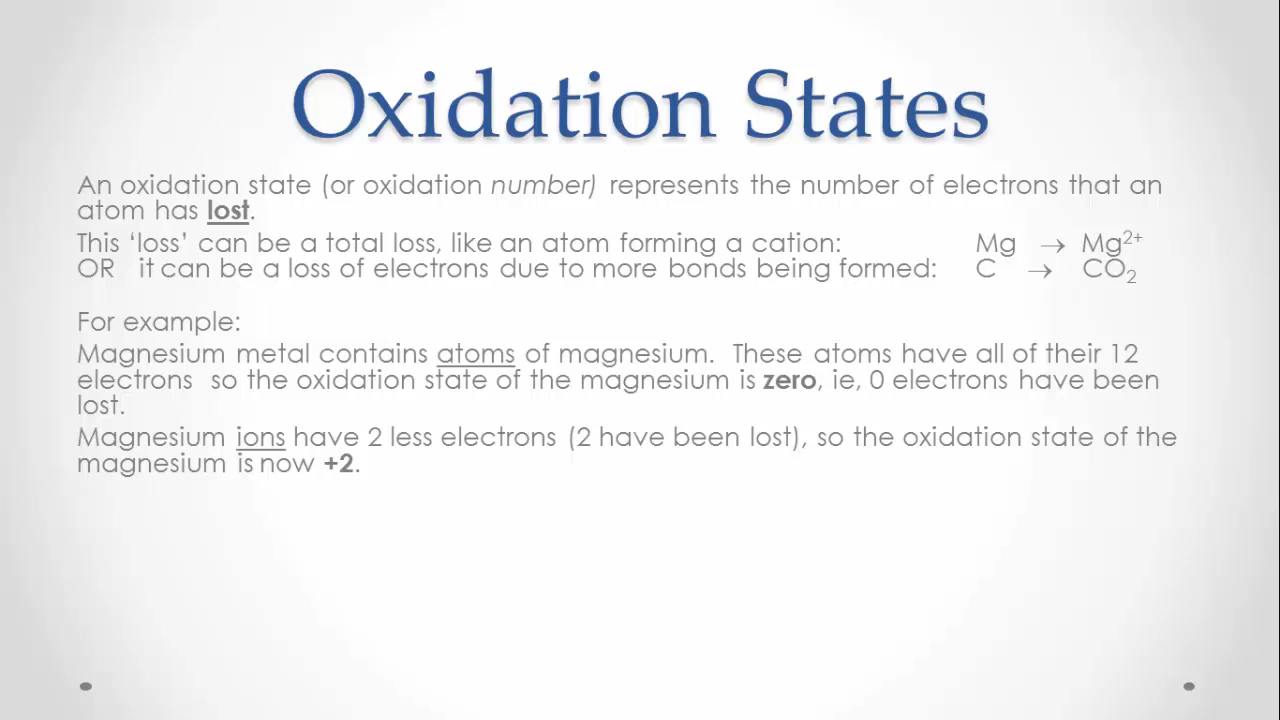 Oxidation States
An oxidation state (or oxidation number) represents the number of electrons that an
atom has lost.
This ‘loss’ can be a total loss, like an atom forming a cation: Mg → Mg²⁺
OR it can be a loss of electrons due to more bonds being formed: C → CO₂
For example:
Magnesium metal contains atoms of magnesium. These atoms have all of their 12
electrons so the oxidation state of the magnesium is zero, ie, 0 electrons have been
lost.
Magnesium ions have 2 less electrons (2 have been lost), so the oxidation state of the
magnesium is now +2.